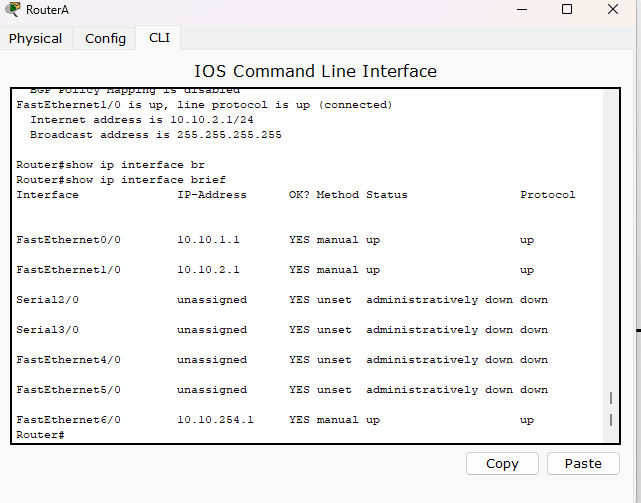 RouterA
Physical Config CLI
IOS Command Line Interface
BGP Policy Mapping is disabled
FastEthernet1/0 is up, line protocol is up (connected)
Internet address is 10.10.2.1/24
Broadcast address is 255.255.255.255
Router#show ip interface br
Router#show ip interface brief
Interface IP-Address OK? Method Status Protocol
FastEthernet0/0 10.10.1.1 YES manual up up
FastEthernet1/0 10.10.2.1 YES manual up up
Serial2/0 unassigned YES unset administratively down down
Serial3/0 unassigned YES unset administratively down down
FastEthernet4/0 unassigned YES unset administratively down down
FastEthernet5/0 unassigned YES unset administratively down down
FastEthernet6/0 10.10.254.1 YES manual up up
Router#
Copy Paste